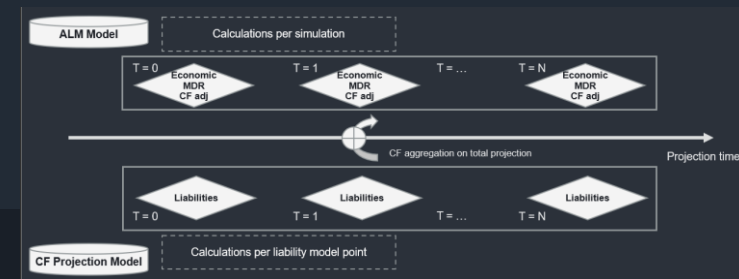 ALM Model
Calculations per simulation
T = 0
T = 1
T = ...
T = N
Economic
MDR
CF adj
Economic
MDR
CF adj
Economic
MDR
CF adj
CF aggregation on total projection
Projection time
Liabilities
Liabilities
Liabilities
T = 0
T = 1
T = ...
T = N
Calculations per liability model point
CF Projection Model